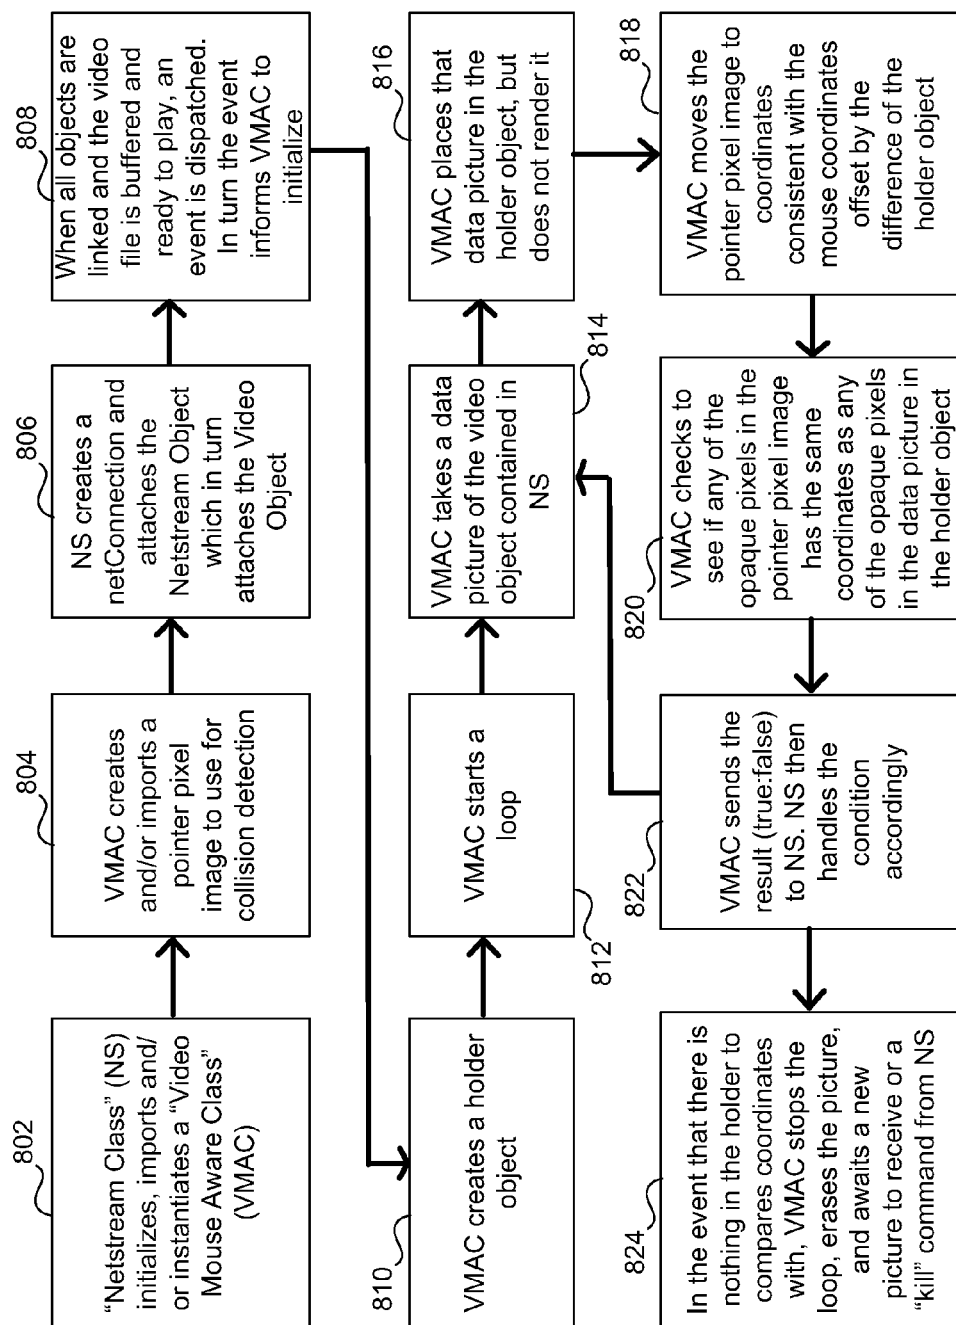 802
“Netstream Class” (NS)
initializes, imports and/
or instantiates a “Video
Mouse Aware Class”
(VMAC)
804
VMAC creates
and/or imports a
pointer pixel
image to use for
collision detection
806
NS creates a
netConnection and
attaches the
Netstream Object
which in turn
attaches the Video
Object
808
When all objects are
linked and the video
file is buffered and
ready to play, an
event is dispatched.
In turn the event
informs VMAC to
initialize
810
VMAC creates a holder
object
812
VMAC starts a
loop
814
VMAC takes a data
picture of the video
object contained in
NS
816
VMAC places that
data picture in the
holder object, but
does not render it
818
VMAC moves the
pointer pixel image to
coordinates
consistent with the
mouse coordinates
offset by the
difference of the
holder object
820
VMAC checks to
see if any of the
opaque pixels in the
pointer pixel image
has the same
coordinates as any
of the opaque pixels
in the data picture in
the holder object
822
VMAC sends the
result (true:false)
to NS. NS then
handles the
condition
accordingly
824
In the event that there is
nothing in the holder to
compares coordinates
with, VMAC stops the
loop, erases the picture,
and awaits a new
picture to receive or a
“kill” command from NS